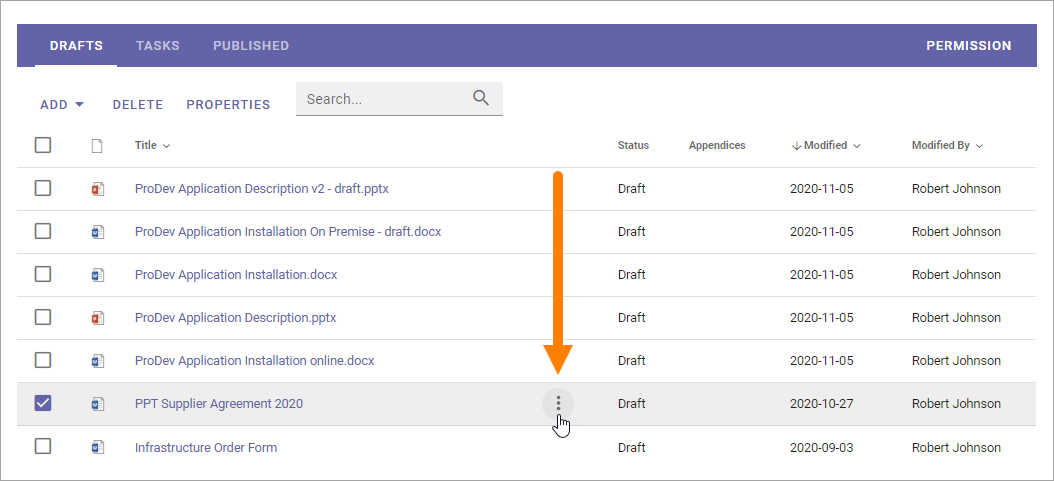 DRAFTS TASKS PUBLISHED PERMISSION
ADD DELETE PROPERTIES Search...
Title Status Appendices Modified Modified By
ProDev Application Description v2 - draft.pptx Draft 2020-11-05 Robert Johnson
ProDev Application Installation On Premise - draft.docx Draft 2020-11-05 Robert Johnson
ProDev Application Installation.docx Draft 2020-11-05 Robert Johnson
ProDev Application Description.pptx Draft 2020-11-05 Robert Johnson
ProDev Application Installation online.docx Draft 2020-11-05 Robert Johnson
PPT Supplier Agreement 2020 Draft 2020-10-27 Robert Johnson
Infrastructure Order Form Draft 2020-09-03 Robert Johnson